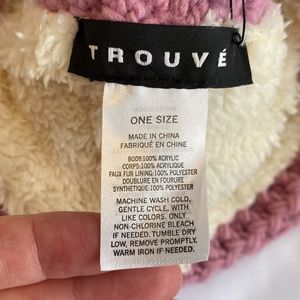 TROUVÉ
ONE SIZE
MADE IN CHINA
FABRIQUÉ EN CHINE
BODY:100% ACRYLIC
CORPS:100% ACRYLIQUE
FAUX FUR LINING:100% POLYESTER
DOUBLURE EN FOURRURE
SYNTHETIQUE:100% POLYESTER
MACHINE WASH COLD,
GENTLE CYCLE, WITH
LIKE COLORS. ONLY
NON-CHLORINE BLEACH
IF NEEDED. TUMBLE DRY
LOW, REMOVE PROMPTLY.
WARM IRON IF NEEDED.